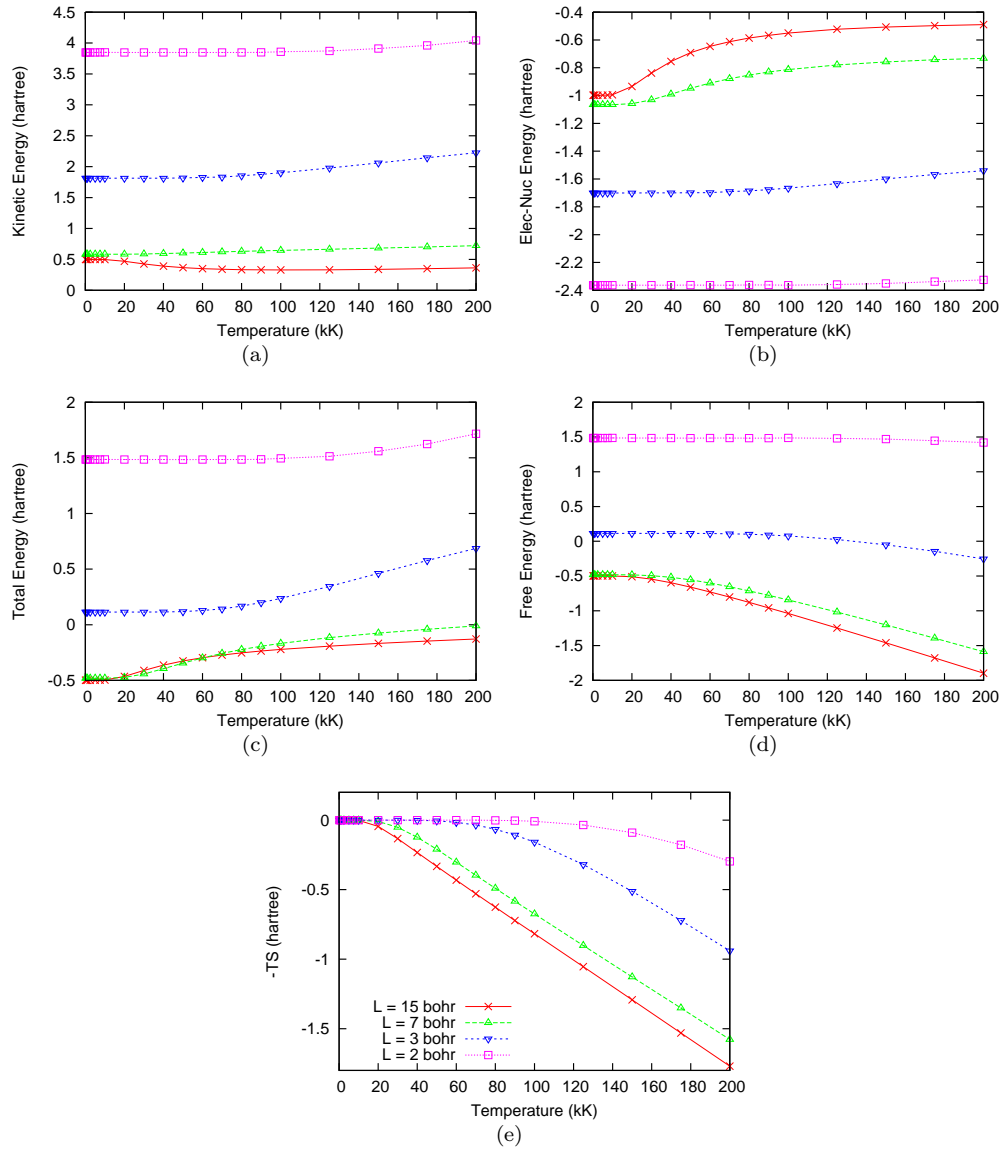 4.5
4
3.5
3
2.5
2
1.5
1
0.5
0
Kinetic Energy (hartree)
0 20 40 60 80 100 120 140 160 180 200
Temperature (kK)
(a)
-0.4
-0.6
-0.8
-1
-1.2
-1.4
-1.6
-1.8
-2
-2.2
-2.4
Elec-Nuc Energy (hartree)
0 20 40 60 80 100 120 140 160 180 200
Temperature (kK)
(b)
2
1.5
1
0.5
0
-0.5
Total Energy (hartree)
0 20 40 60 80 100 120 140 160 180 200
Temperature (kK)
(c)
2
1.5
1
0.5
0
-0.5
-1
-1.5
-2
Free Energy (hartree)
0 20 40 60 80 100 120 140 160 180 200
Temperature (kK)
(d)
0
-0.5
-1
-1.5
-TS (hartree)
L = 15 bohr
L = 7 bohr
L = 3 bohr
L = 2 bohr
0 20 40 60 80 100 120 140 160 180 200
Temperature (kK)
(e)